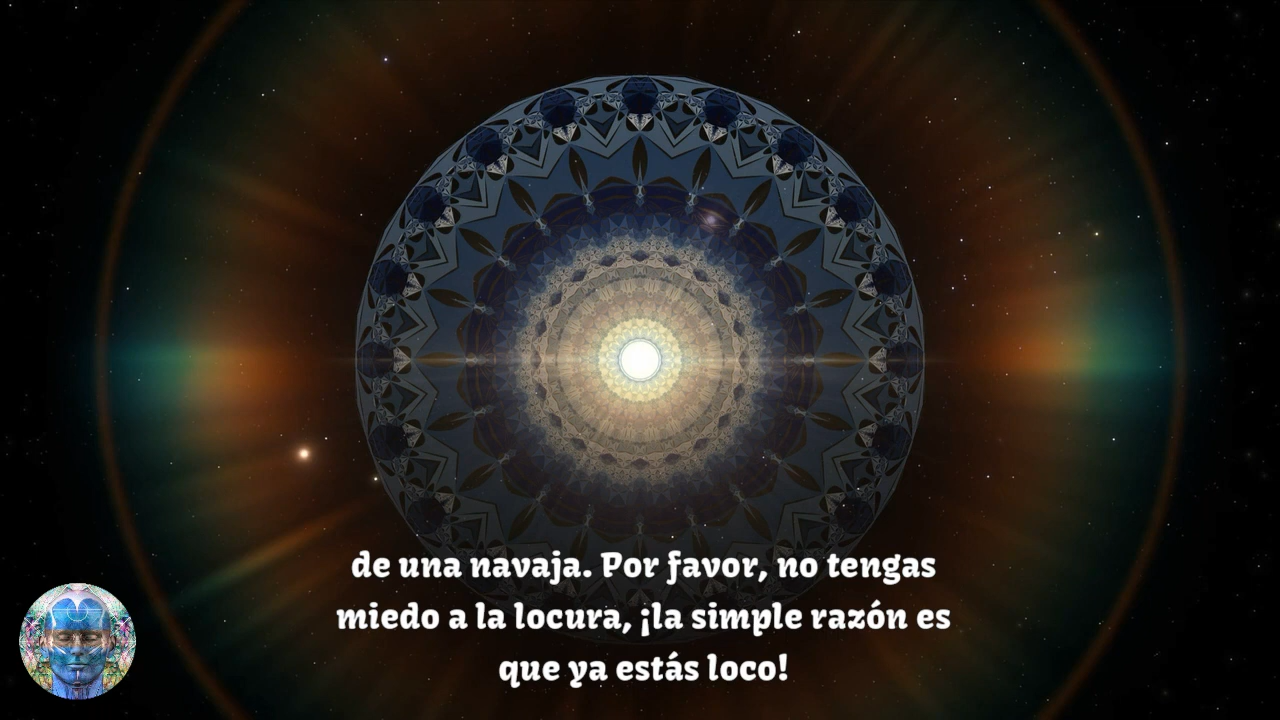 de una navaja. Por favor, no tengas
miedo a la locura, ¡la simple razón es
que ya estás loco!